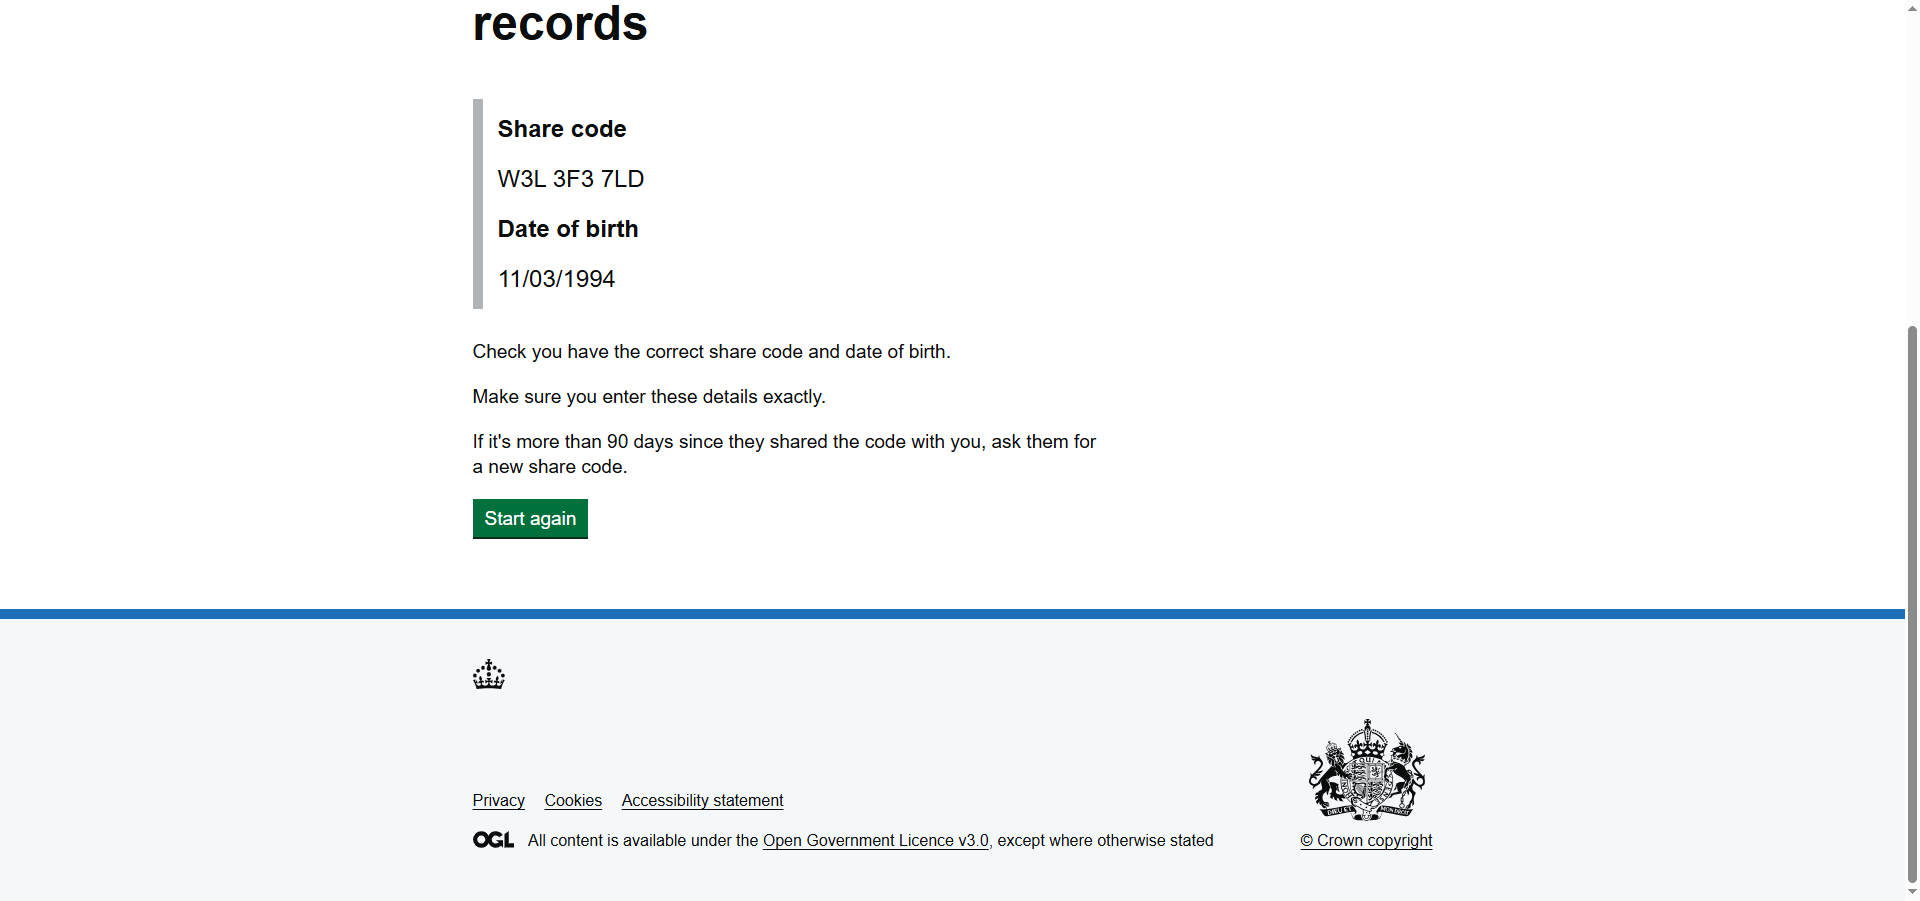 records
Share code
W3L 3F3 7LD
Date of birth
11/03/1994
Check you have the correct share code and date of birth.
Make sure you enter these details exactly.
If it's more than 90 days since they shared the code with you, ask them for
a new share code.
Start again
Privacy Cookies Accessibility statement
OGL All content is available under the Open Government Licence v3.0, except where otherwise stated
© Crown copyright